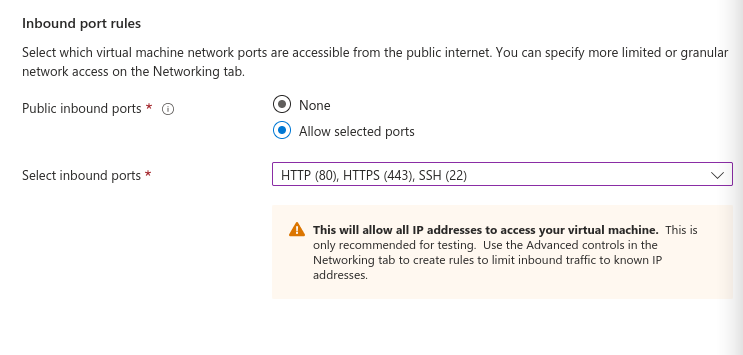 Inbound port rules
Select which virtual machine network ports are accessible from the public internet. You can specify more limited or granular
network access on the Networking tab.
Public inbound ports *
None
Allow selected ports
Select inbound ports *
HTTP (80), HTTPS (443), SSH (22)
This will allow all IP addresses to access your virtual machine. This is
only recommended for testing. Use the Advanced controls in the
Networking tab to create rules to limit inbound traffic to known IP
addresses.